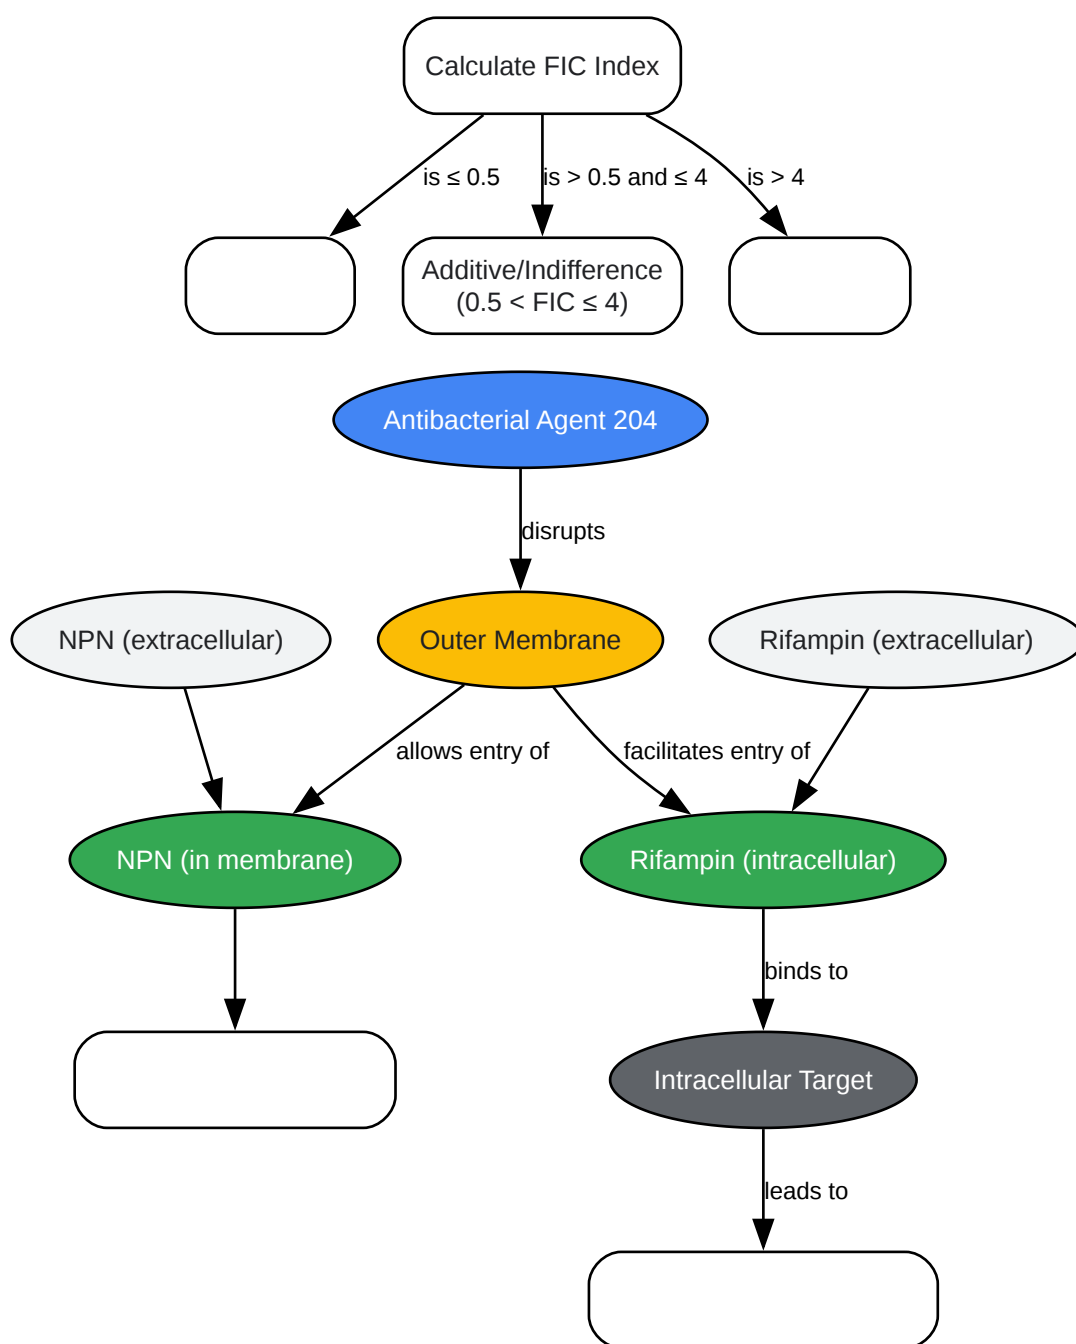 Calculate FIC Index
is ≤ 0.5
is > 0.5 and ≤ 4
is > 4
Additive/Indifference
(0.5 < FIC ≤ 4)
Antibacterial Agent 204
disrupts
NPN (extracellular)
Outer Membrane
Rifampin (extracellular)
allows entry of
facilitates entry of
NPN (in membrane)
Rifampin (intracellular)
binds to
Intracellular Target
leads to